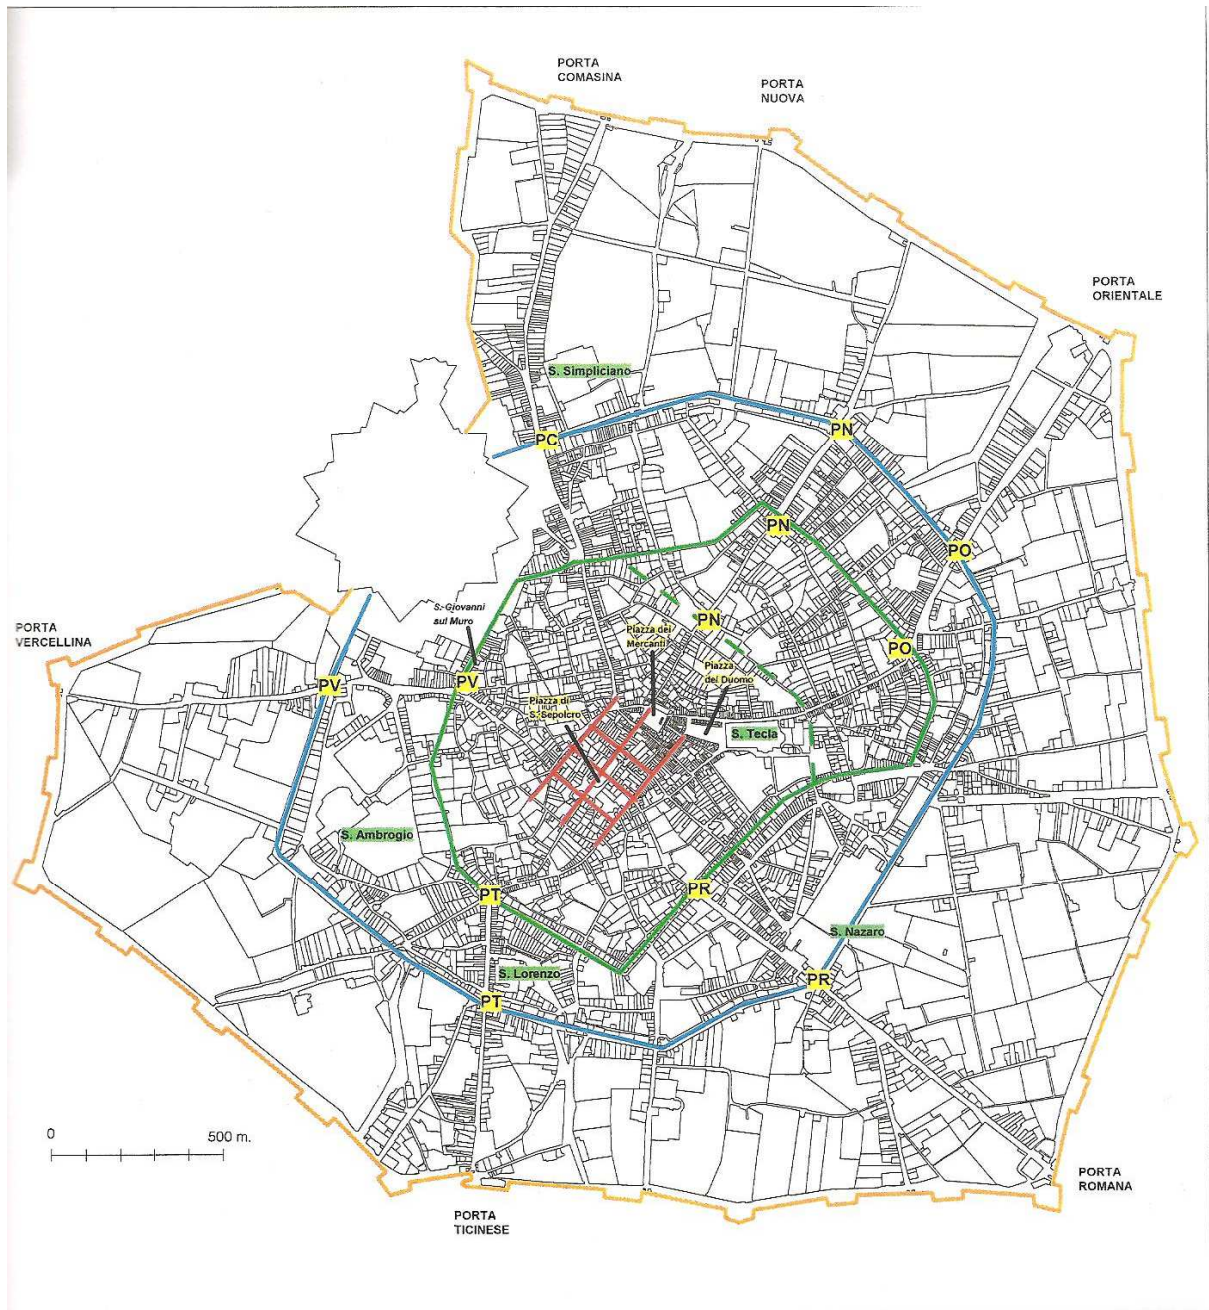 PORTA
COMASINA
PORTA
NUOVA
PORTA
ORIENTALE
S. Simpliciano
PC
PN
PN
PO
S. Giovanni
sul Muro
PORTA
VERCELLINA
PN
Piazza dei
Mercanti
PO
Piazza
del Duomo
PV
PV
Piazza di
S. Sepolcro
S. Tecla
S. Ambrogio
PT
PR
S. Nazaro
S. Lorenzo
PT
PR
0
500 m.
PORTA
ROMANA
PORTA
TICINESE